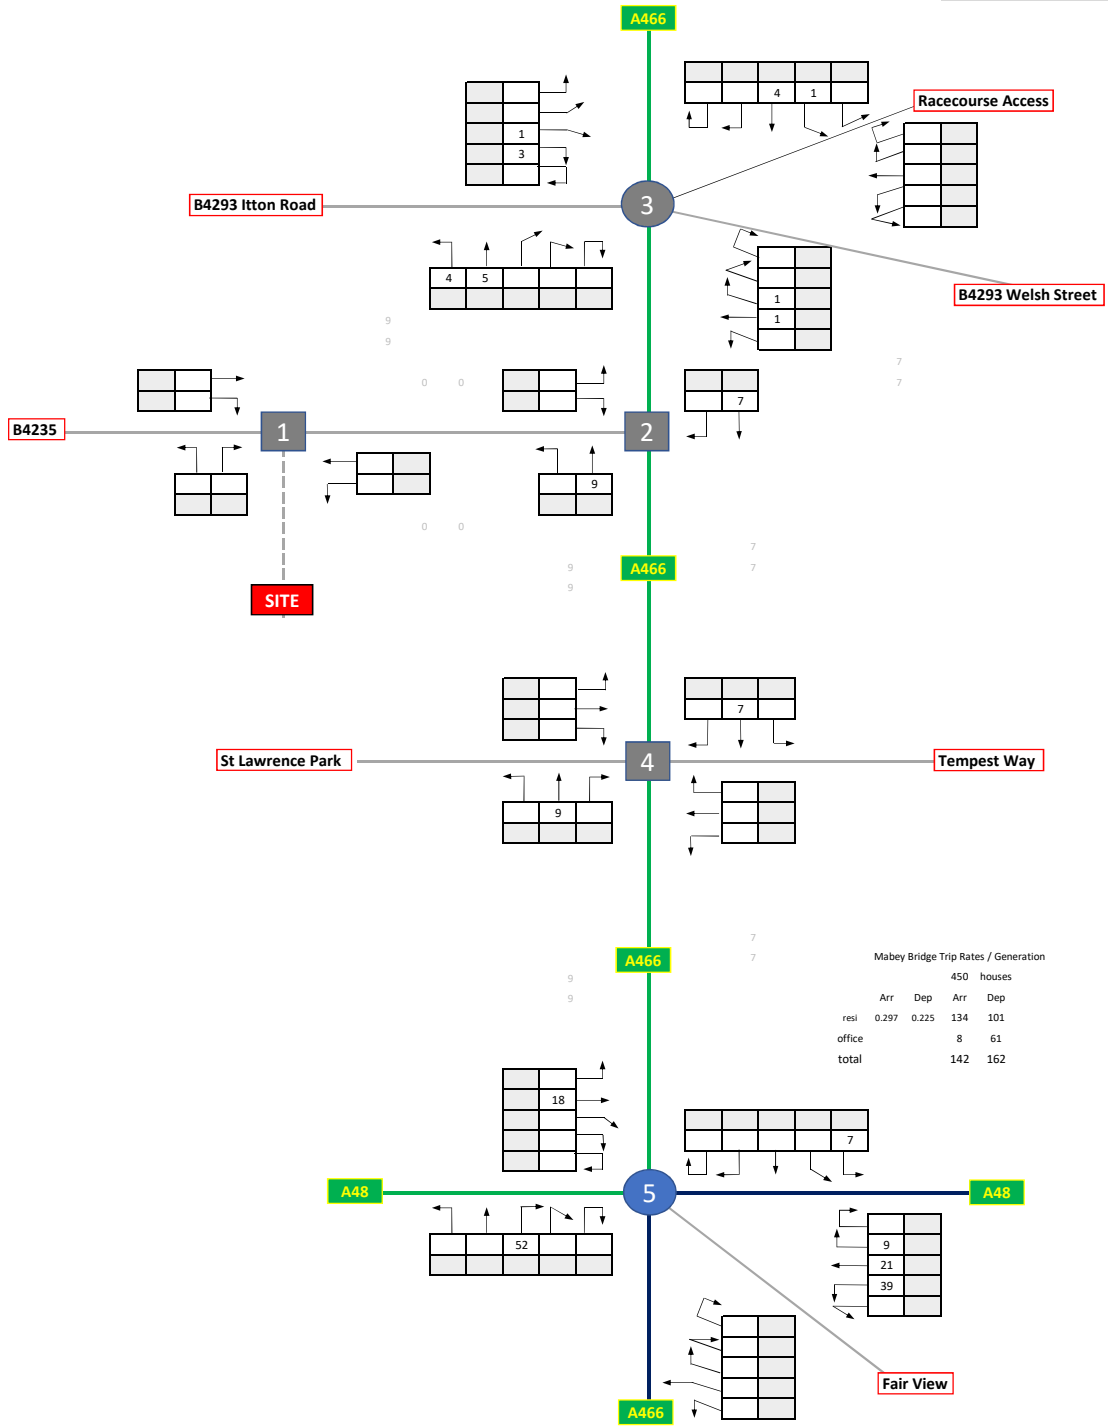 A466
4 1
Racecourse Access
1
3
B4293 Itton Road
3
4 5
B4293 Welsh Street
1
1
9
9
7
7
0 0
7
B4235
1
2
9
0 0
7
A466
7
9
9
SITE
7
St Lawrence Park
4
Tempest Way
9
7
7
A466
9
9
Mabey Bridge Trip Rates / Generation
450 houses
Arr Dep Arr Dep
resi 0.297 0.225 134 101
office 8 61
total 142 162
18
7
A48
5
A48
52
9
21
39
Fair View
A466